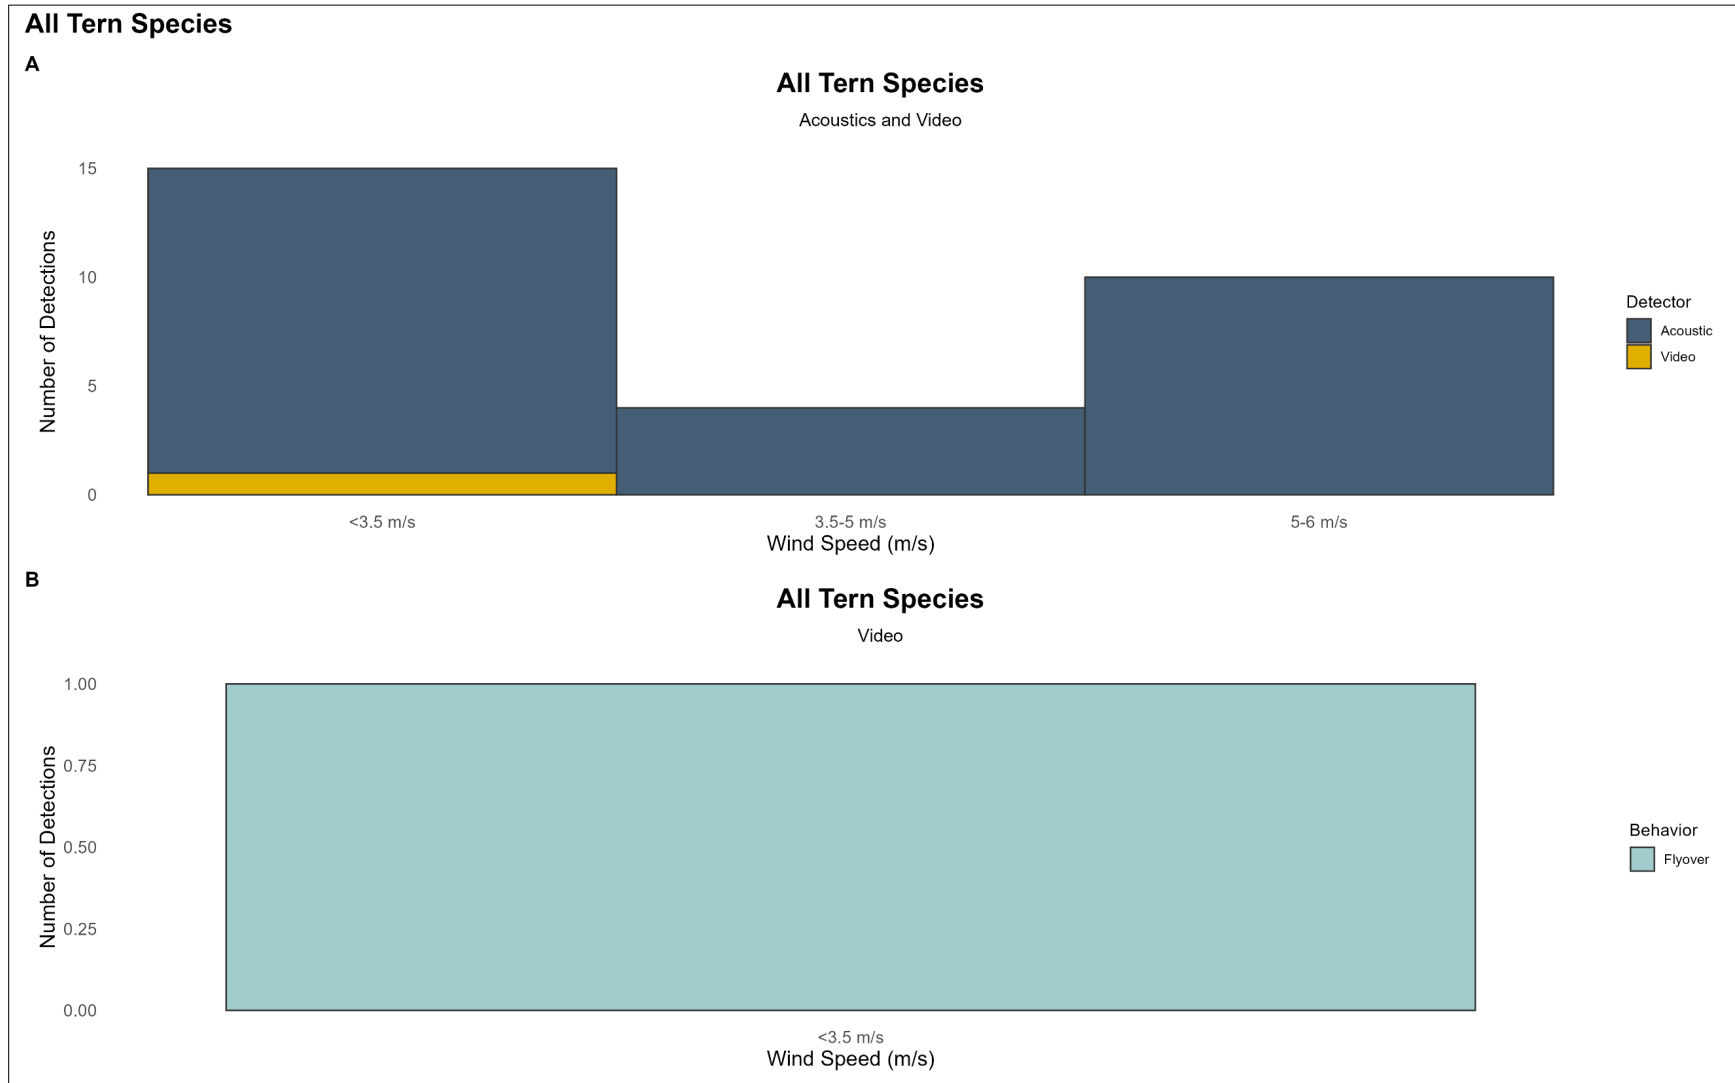 All Tern Species
A
All Tern Species
Acoustics and Video
Number of Detections
15
10
5
0
<3.5 m/s
3.5-5 m/s
5-6 m/s
Wind Speed (m/s)
Detector
Acoustic
Video
B
All Tern Species
Video
Number of Detections
1.00
0.75
0.50
0.25
0.00
<3.5 m/s
Wind Speed (m/s)
Behavior
Flyover